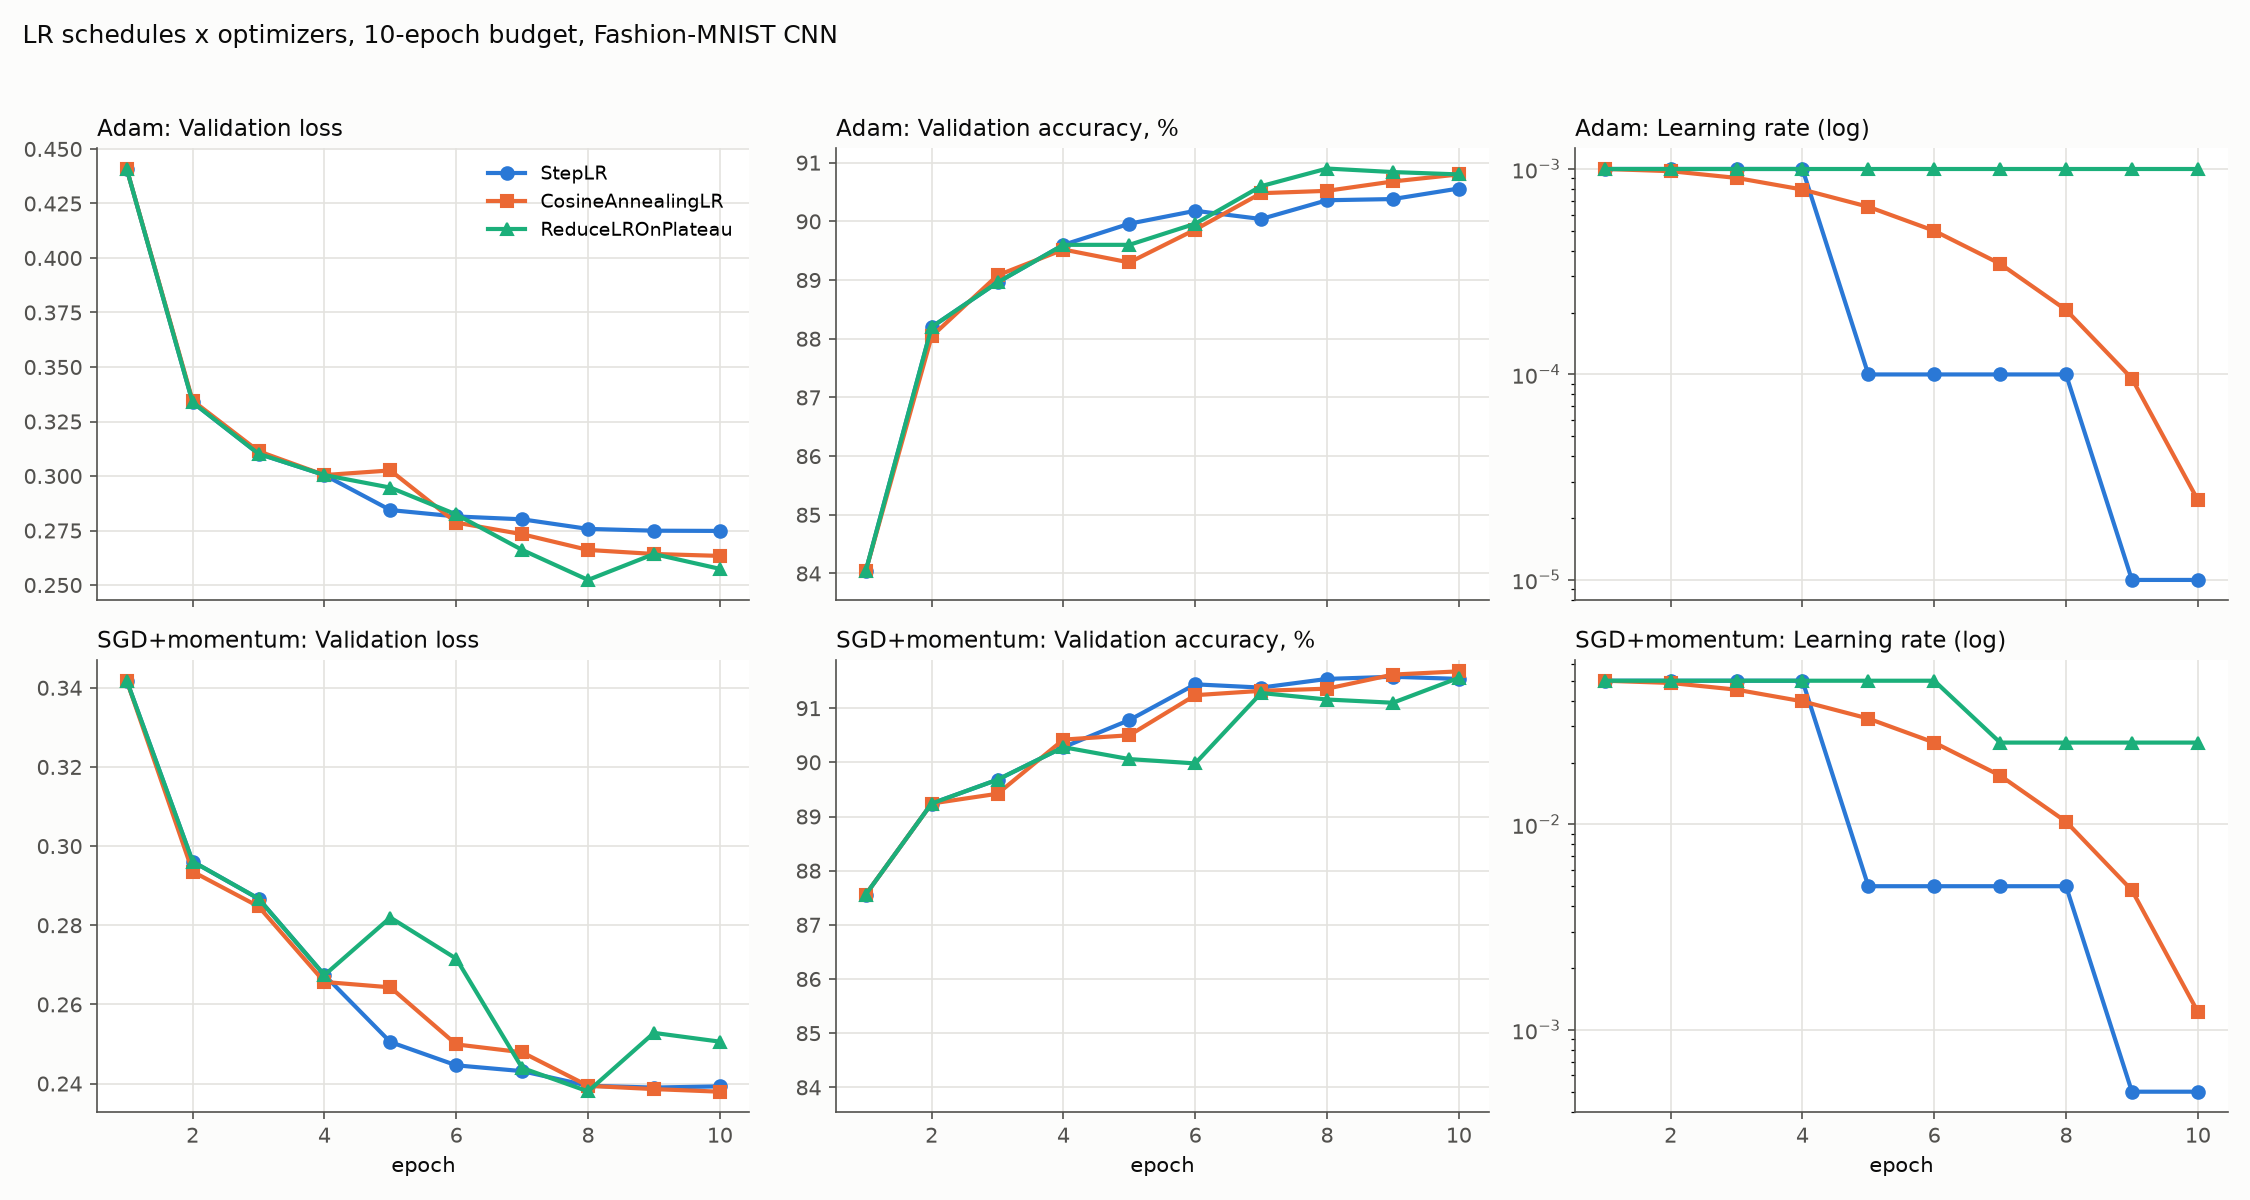 LR schedules x optimizers, 10-epoch budget, Fashion-MNIST CNN
Adam: Validation loss
0.450
0.425
0.400
0.375
0.350
0.325
0.300
0.275
0.250
StepLR
CosineAnnealingLR
ReduceLROnPlateau
Adam: Validation accuracy, %
91
90
89
88
87
86
85
84
Adam: Learning rate (log)
10⁻³
10⁻⁴
10⁻⁵
SGD+momentum: Validation loss
0.34
0.32
0.30
0.28
0.26
0.24
2 4 6 8 10
epoch
SGD+momentum: Validation accuracy, %
91
90
89
88
87
86
85
84
2 4 6 8 10
epoch
SGD+momentum: Learning rate (log)
10⁻²
10⁻³
2 4 6 8 10
epoch